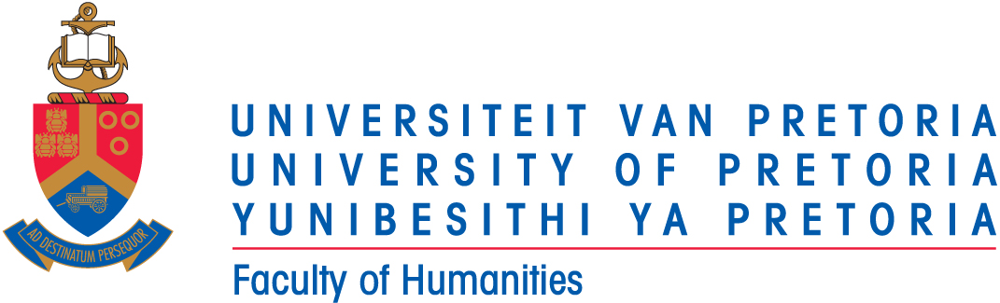 AD DESTINATUM PERSEQUOR
UNIVERSITEIT VAN PRETORIA
UNIVERSITY OF PRETORIA
YUNIBESITHI YA PRETORIA
Faculty of Humanities